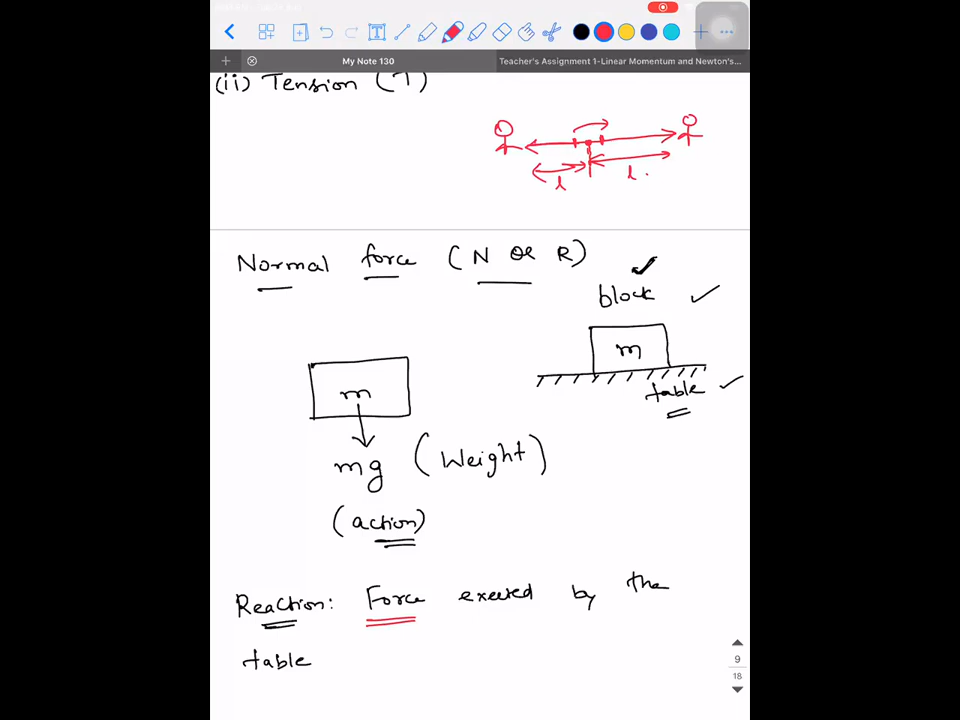 My Note 130
Teacher's Assignment 1-Linear Momentum and Newton's...
(ii) Tension (T)
l l.
Normal force (N or R)
block
m
table
m
mg (Weight)
(action)
Reaction: Force exerted by the
table
9
18